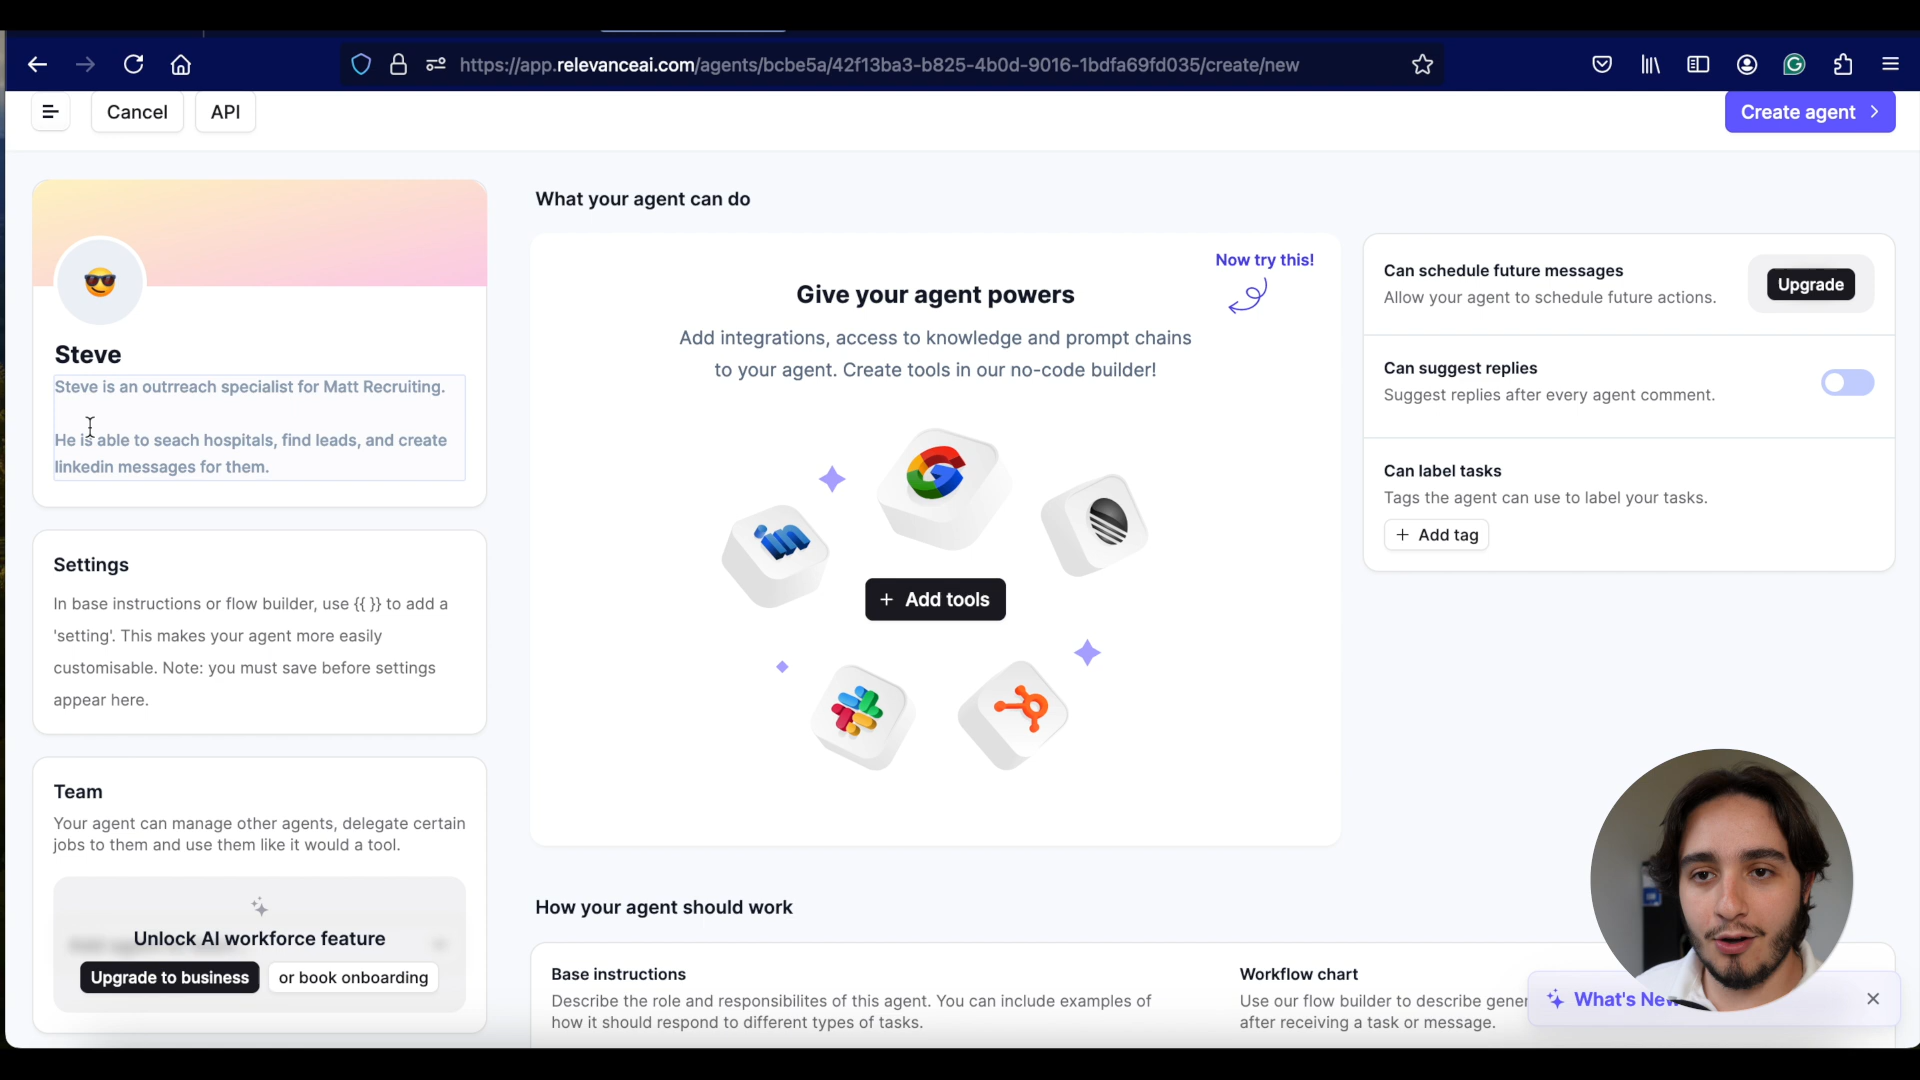 https://app.relevanceai.com/agents/bcbe5a/42f13ba3-b825-4b0d-9016-1bdfa69fd035/create/new
Cancel
API
Create agent
Steve
Steve is an outrreach specialist for Matt Recruiting.
He is able to seach hospitals, find leads, and create
linkedin messages for them.
Settings
In base instructions or flow builder, use {{ }} to add a
'setting'. This makes your agent more easily
customisable. Note: you must save before settings
appear here.
Team
Your agent can manage other agents, delegate certain
jobs to them and use them like it would a tool.
Unlock AI workforce feature
Upgrade to business
or book onboarding
What your agent can do
Now try this!
Give your agent powers
Add integrations, access to knowledge and prompt chains
to your agent. Create tools in our no-code builder!
in
+ Add tools
Can schedule future messages
Allow your agent to schedule future actions.
Upgrade
Can suggest replies
Suggest replies after every agent comment.
Can label tasks
Tags the agent can use to label your tasks.
+ Add tag
How your agent should work
Base instructions
Describe the role and responsibilites of this agent. You can include examples of
how it should respond to different types of tasks.
Workflow chart
Use our flow builder to describe
after receiving a task or message.
What's New